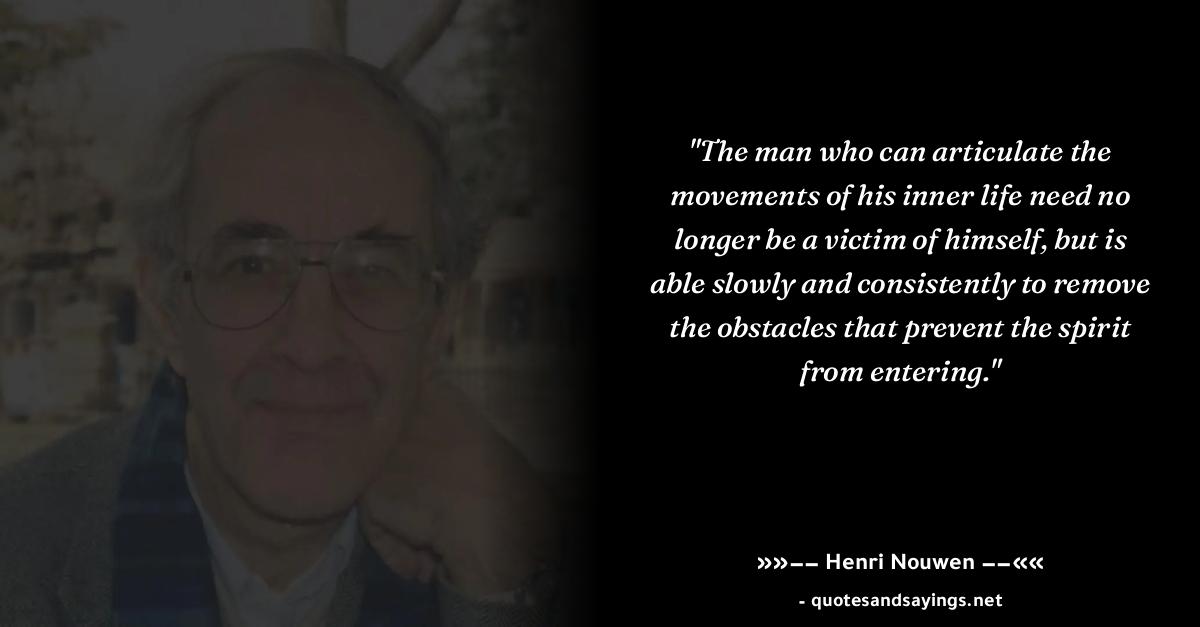 "The man who can articulate the
movements of his inner life need no
longer be a victim of himself, but is
able slowly and consistently to remove
the obstacles that prevent the spirit
from entering."
»»−− Henri Nouwen −−««
- quotesandsayings.net